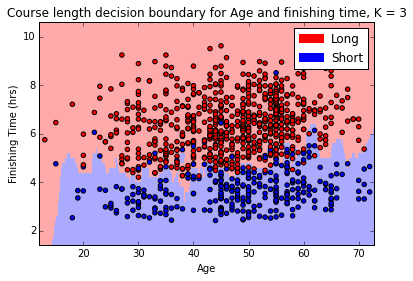 Course length decision boundary for Age and finishing time, K = 3
10
8
6
4
2
Finishing Time (hrs)
Long
Short
20
30
40
50
60
70
Age